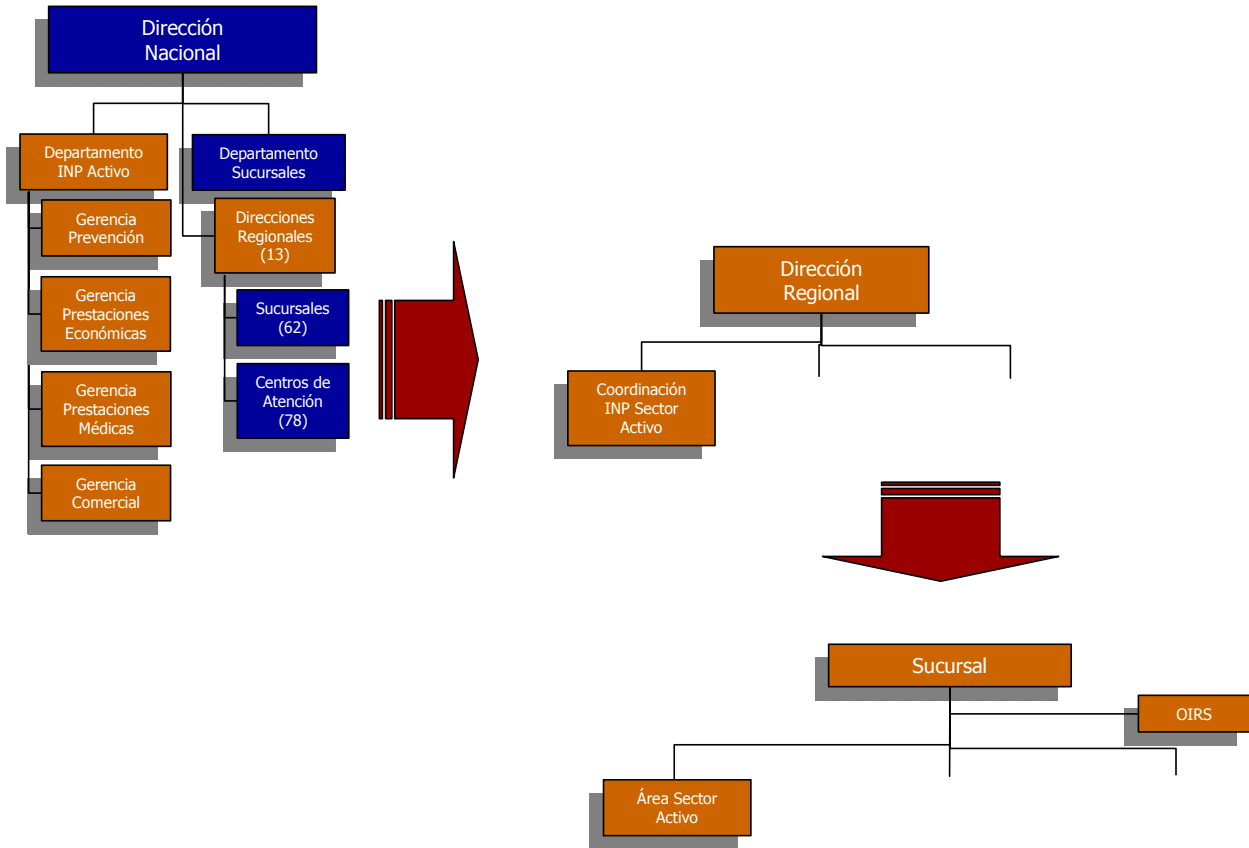 Dirección
Nacional
Departamento
INP Activo
Departamento
Sucursales
Gerencia
Prevención
Direcciones
Regionales
(13)
Gerencia
Prestaciones
Económicas
Sucursales
(62)
Gerencia
Prestaciones
Médicas
Centros de
Atención
(78)
Gerencia
Comercial
Dirección
Regional
Coordinación
INP Sector
Activo
Sucursal
OIRS
Área Sector
Activo